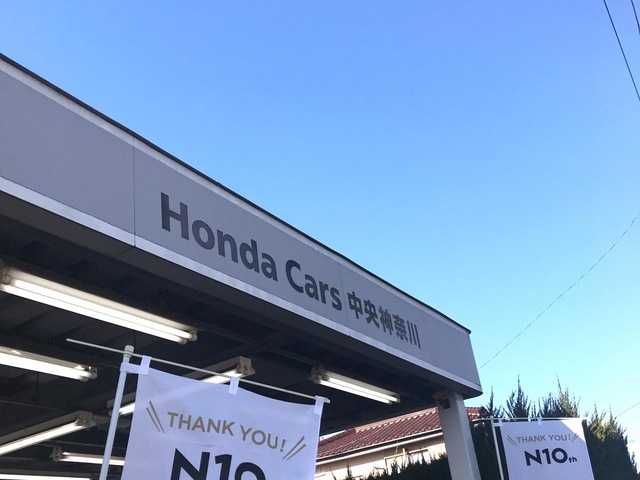 Honda Cars 中央神奈川
THANK YOU!
N10
THANK YOU!
N10th